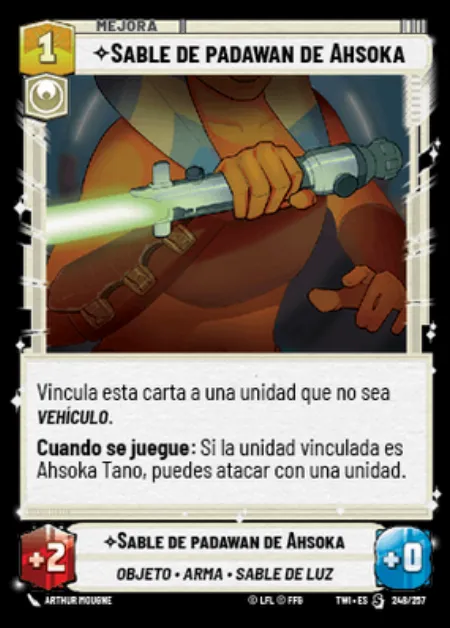 MEJORA
1
✧SABLE DE PADAWAN DE AHSOKA
Vincula esta carta a una unidad que no sea
VEHÍCULO.
Cuando se juegue: Si la unidad vinculada es
Ahsoka Tano, puedes atacar con una unidad.
+2
✧SABLE DE PADAWAN DE AHSOKA
+0
OBJETO • ARMA • SABLE DE LUZ
ARTHUR MOUGNE
© LFL © FFG
TWI • ES
248/257